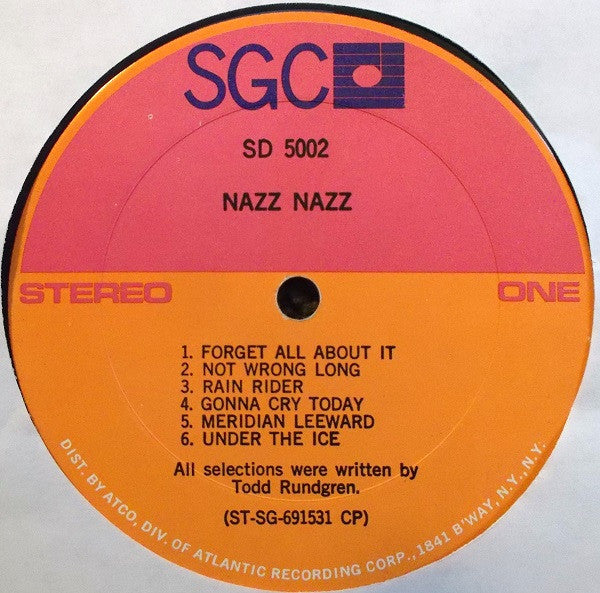 SGC
SD 5002
NAZZ NAZZ
STEREO ONE
1. FORGET ALL ABOUT IT
2. NOT WRONG LONG
3. RAIN RIDER
4. GONNA CRY TODAY
5. MERIDIAN LEEWARD
6. UNDER THE ICE
All selections were written by
Todd Rundgren.
(ST-SG-691531 CP)
DIST. BY ATCO, DIV. OF ATLANTIC RECORDING CORP., 1841 B'WAY, N.Y., N.Y.